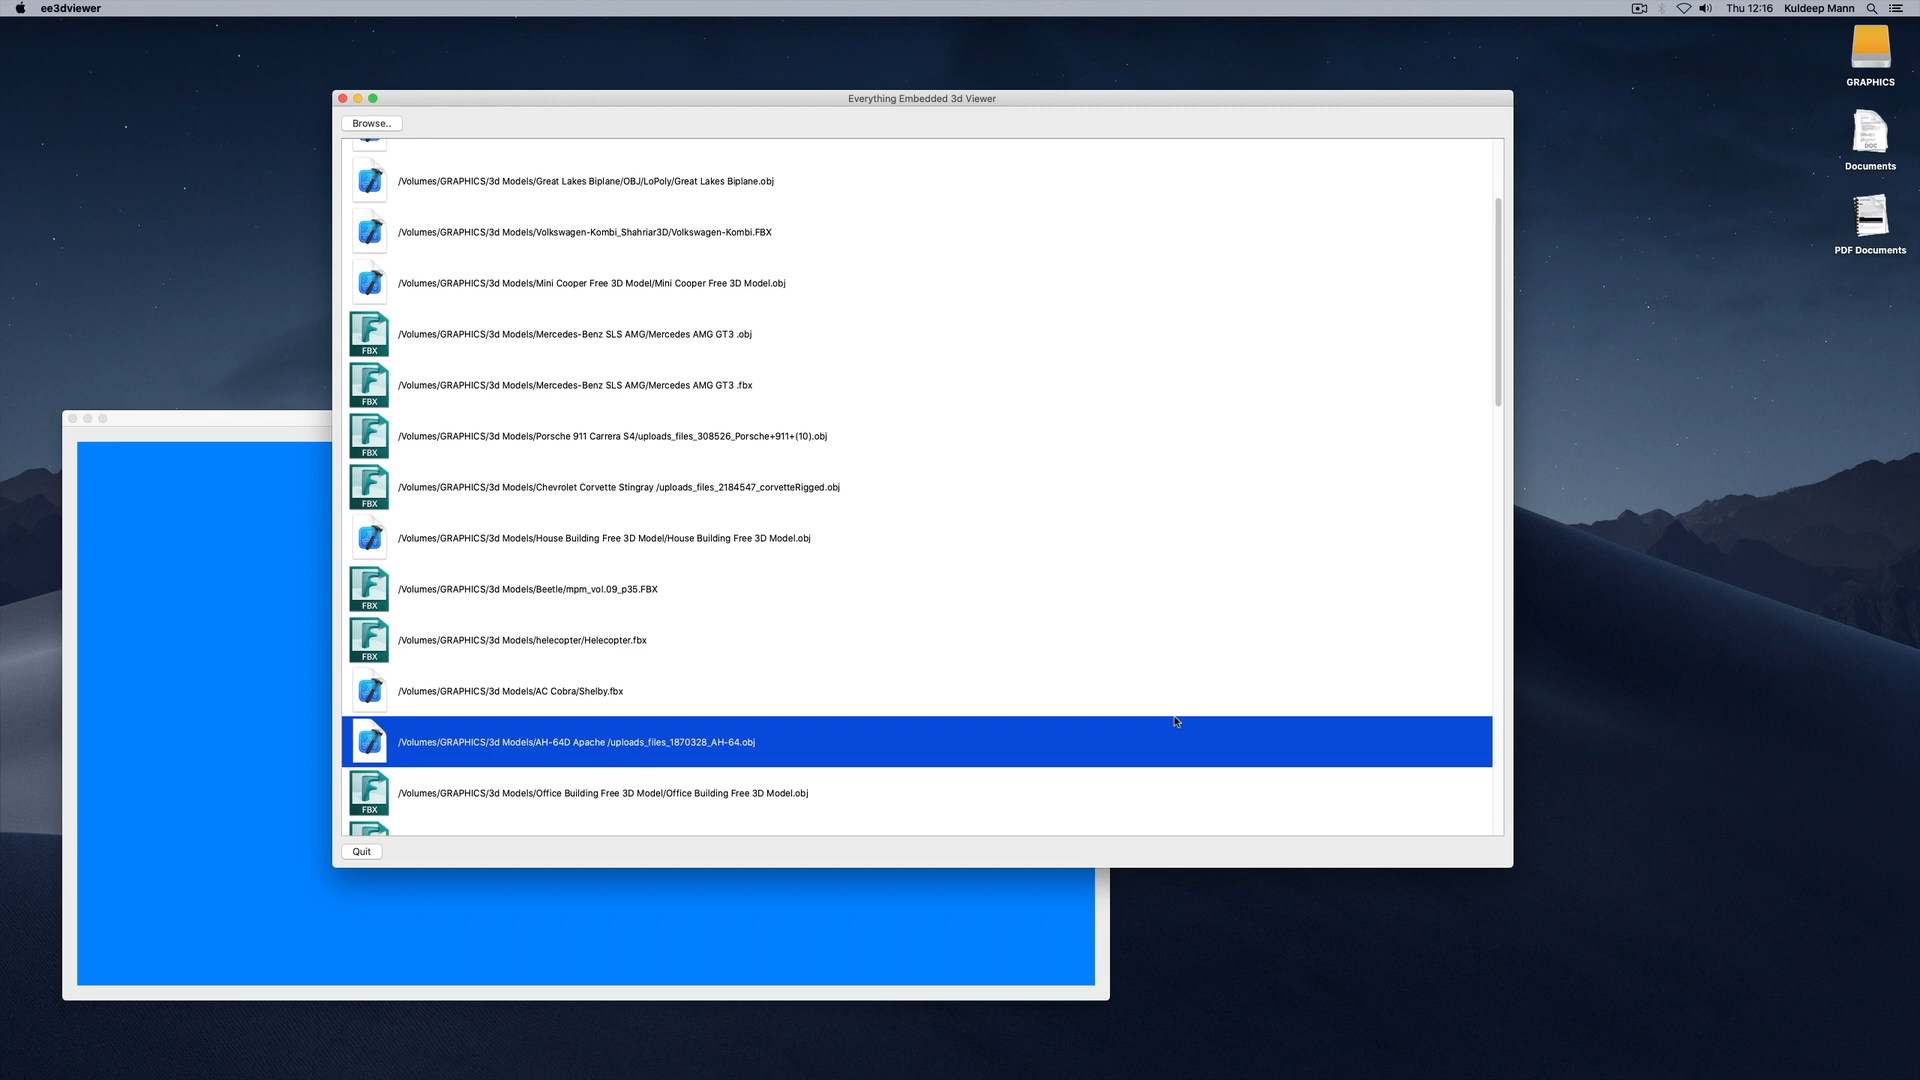 ee3dviewer
Thu 12:16
Kuldeep Mann
GRAPHICS
DOC
Documents
PDF Documents
Everything Embedded 3d Viewer
Browse..
/Volumes/GRAPHICS/3d Models/Great Lakes Biplane/OBJ/LoPoly/Great Lakes Biplane.obj
/Volumes/GRAPHICS/3d Models/Volkswagen-Kombi_Shahriar3D/Volkswagen-Kombi.FBX
/Volumes/GRAPHICS/3d Models/Mini Cooper Free 3D Model/Mini Cooper Free 3D Model.obj
F
FBX
/Volumes/GRAPHICS/3d Models/Mercedes-Benz SLS AMG/Mercedes AMG GT3 .obj
F
FBX
/Volumes/GRAPHICS/3d Models/Mercedes-Benz SLS AMG/Mercedes AMG GT3 .fbx
F
FBX
/Volumes/GRAPHICS/3d Models/Porsche 911 Carrera S4/uploads_files_308526_Porsche+911+(10).obj
F
FBX
/Volumes/GRAPHICS/3d Models/Chevrolet Corvette Stingray /uploads_files_2184547_corvetteRigged.obj
/Volumes/GRAPHICS/3d Models/House Building Free 3D Model/House Building Free 3D Model.obj
F
FBX
/Volumes/GRAPHICS/3d Models/Beetle/mpm_vol.09_p35.FBX
F
FBX
/Volumes/GRAPHICS/3d Models/helecopter/Helecopter.fbx
/Volumes/GRAPHICS/3d Models/AC Cobra/Shelby.fbx
/Volumes/GRAPHICS/3d Models/AH-64D Apache /uploads_files_1870328_AH-64.obj
F
FBX
/Volumes/GRAPHICS/3d Models/Office Building Free 3D Model/Office Building Free 3D Model.obj
Quit